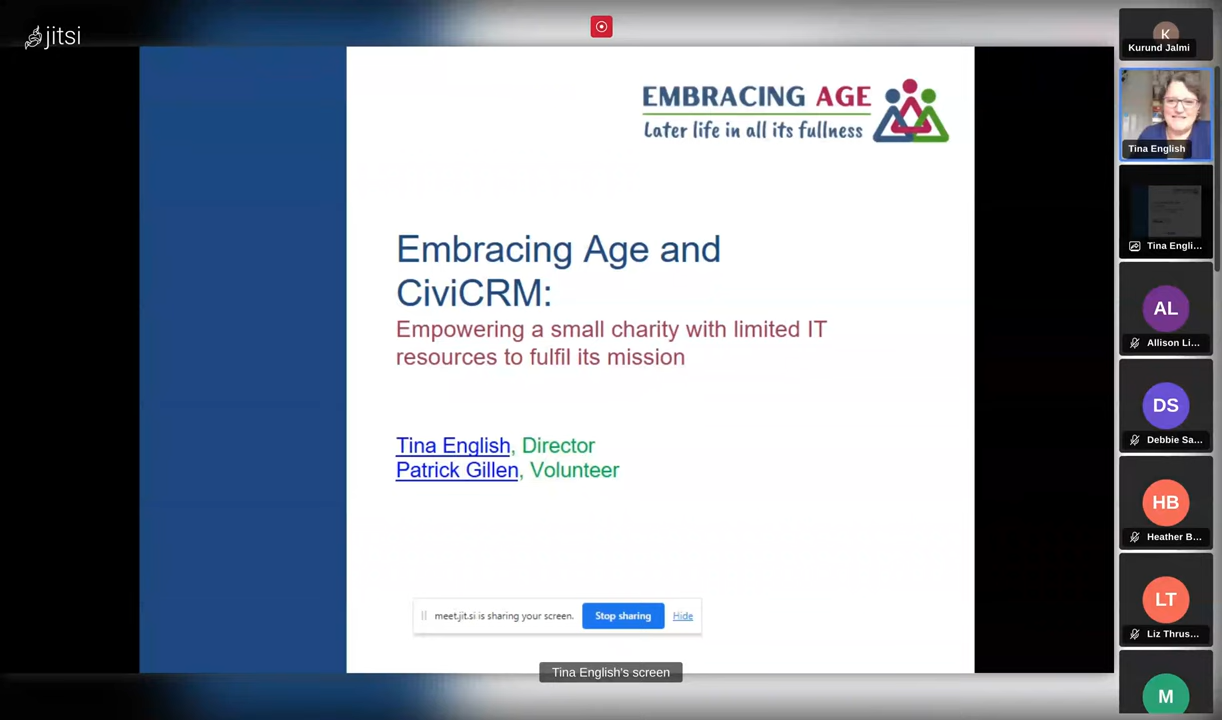 jitsi
EMBRACING AGE
Later life in all its fullness
Embracing Age and
CiviCRM:
Empowering a small charity with limited IT
resources to fulfil its mission
Tina English, Director
Patrick Gillen, Volunteer
meet.jit.si is sharing your screen.
Stop sharing
Hide
Tina English's screen
K
Kurund Jalmi
Tina English
Tina Engli...
AL
Allison Li...
DS
Debbie Sa...
HB
Heather B...
LT
Liz Thrus...
M